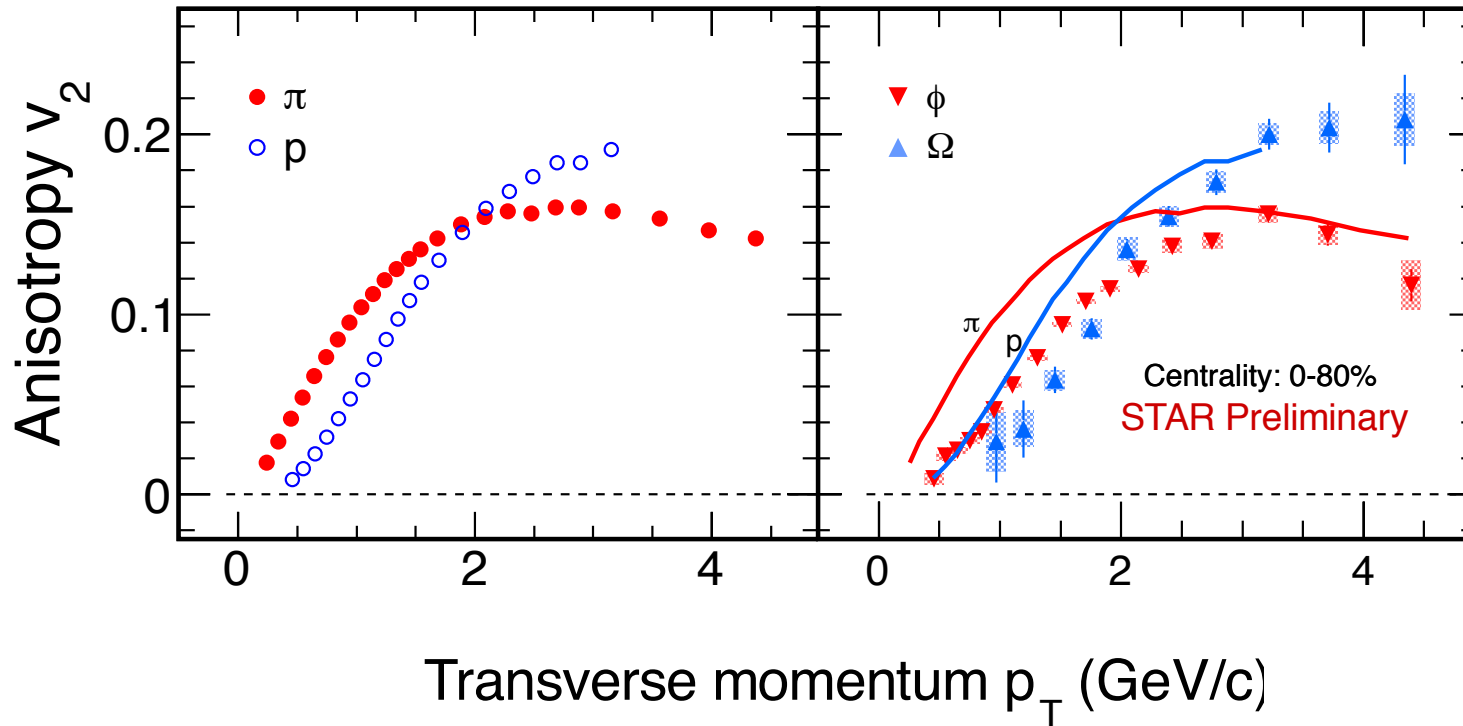 Anisotropy v2
0.2
0.1
0
π
p
0
2
4
ϕ
Ω
π
p
Centrality: 0-80%
STAR Preliminary
0
2
4
Transverse momentum pT (GeV/c)